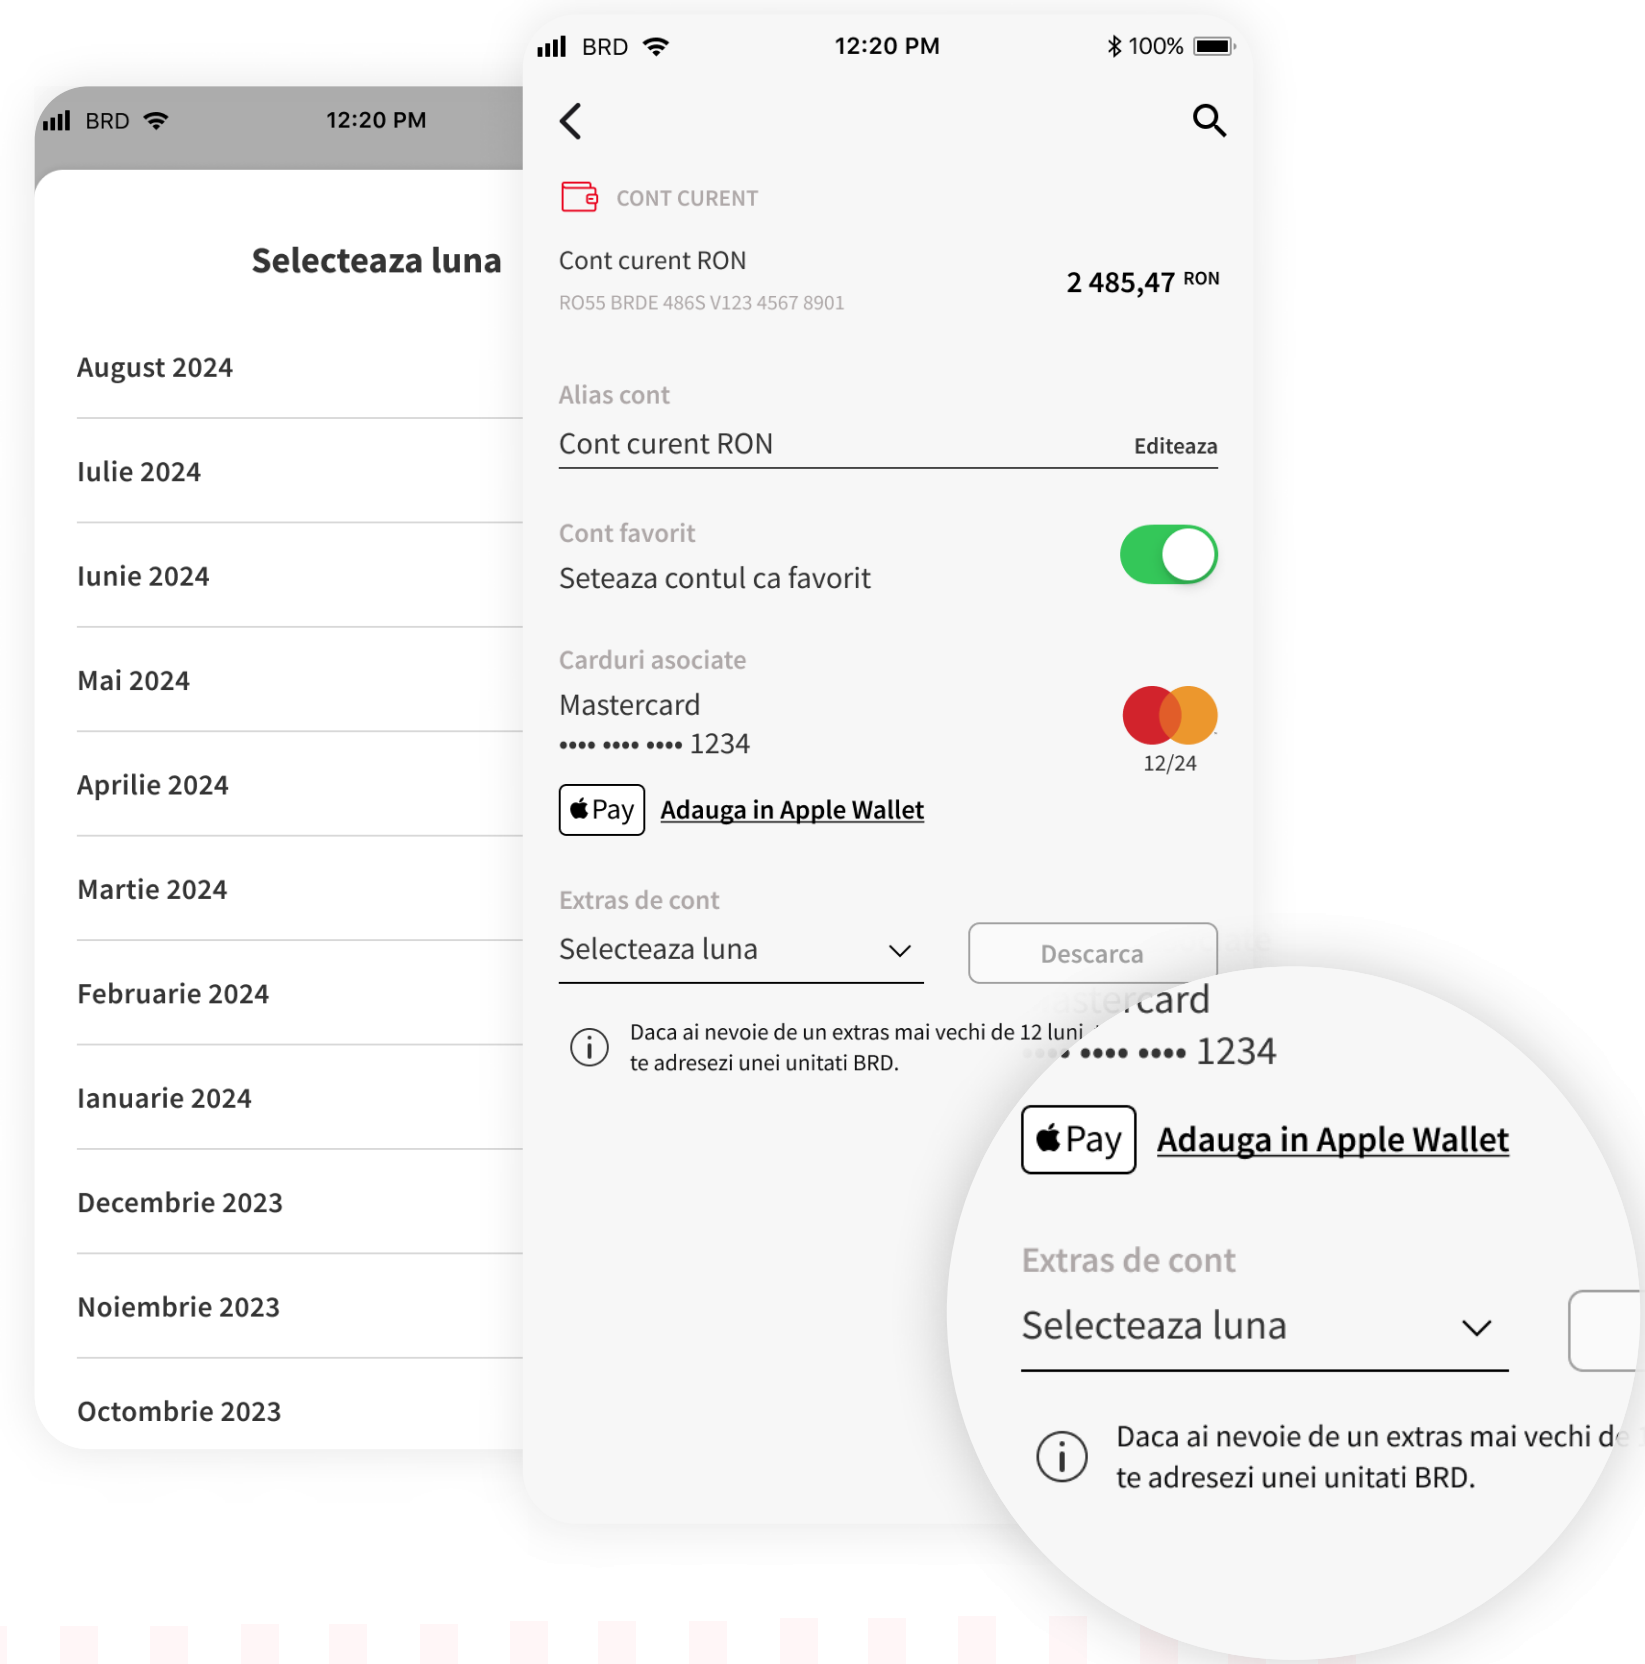 BRD
12:20 PM
Selecteaza luna
August 2024
Iulie 2024
Iunie 2024
Mai 2024
Aprilie 2024
Martie 2024
Februarie 2024
Ianuarie 2024
Decembrie 2023
Noiembrie 2023
Octombrie 2023
BRD
12:20 PM
100%
CONT CURENT
Cont curent RON
2 485,47 RON
RO55 BRDE 486S V123 4567 8901
Alias cont
Cont curent RON
Editeaza
Cont favorit
Seteaza contul ca favorit
Carduri asociate
Mastercard
•••• •••• •••• 1234
12/24
Pay
Adauga in Apple Wallet
Extras de cont
Selecteaza luna
Descarca
Daca ai nevoie de un extras mai vechi de 12 luni
te adresezi unei unitati BRD.
astercard
•••• •••• •••• 1234
Pay
Adauga in Apple Wallet
Extras de cont
Selecteaza luna
Daca ai nevoie de un extras mai vechi de
te adresezi unei unitati BRD.